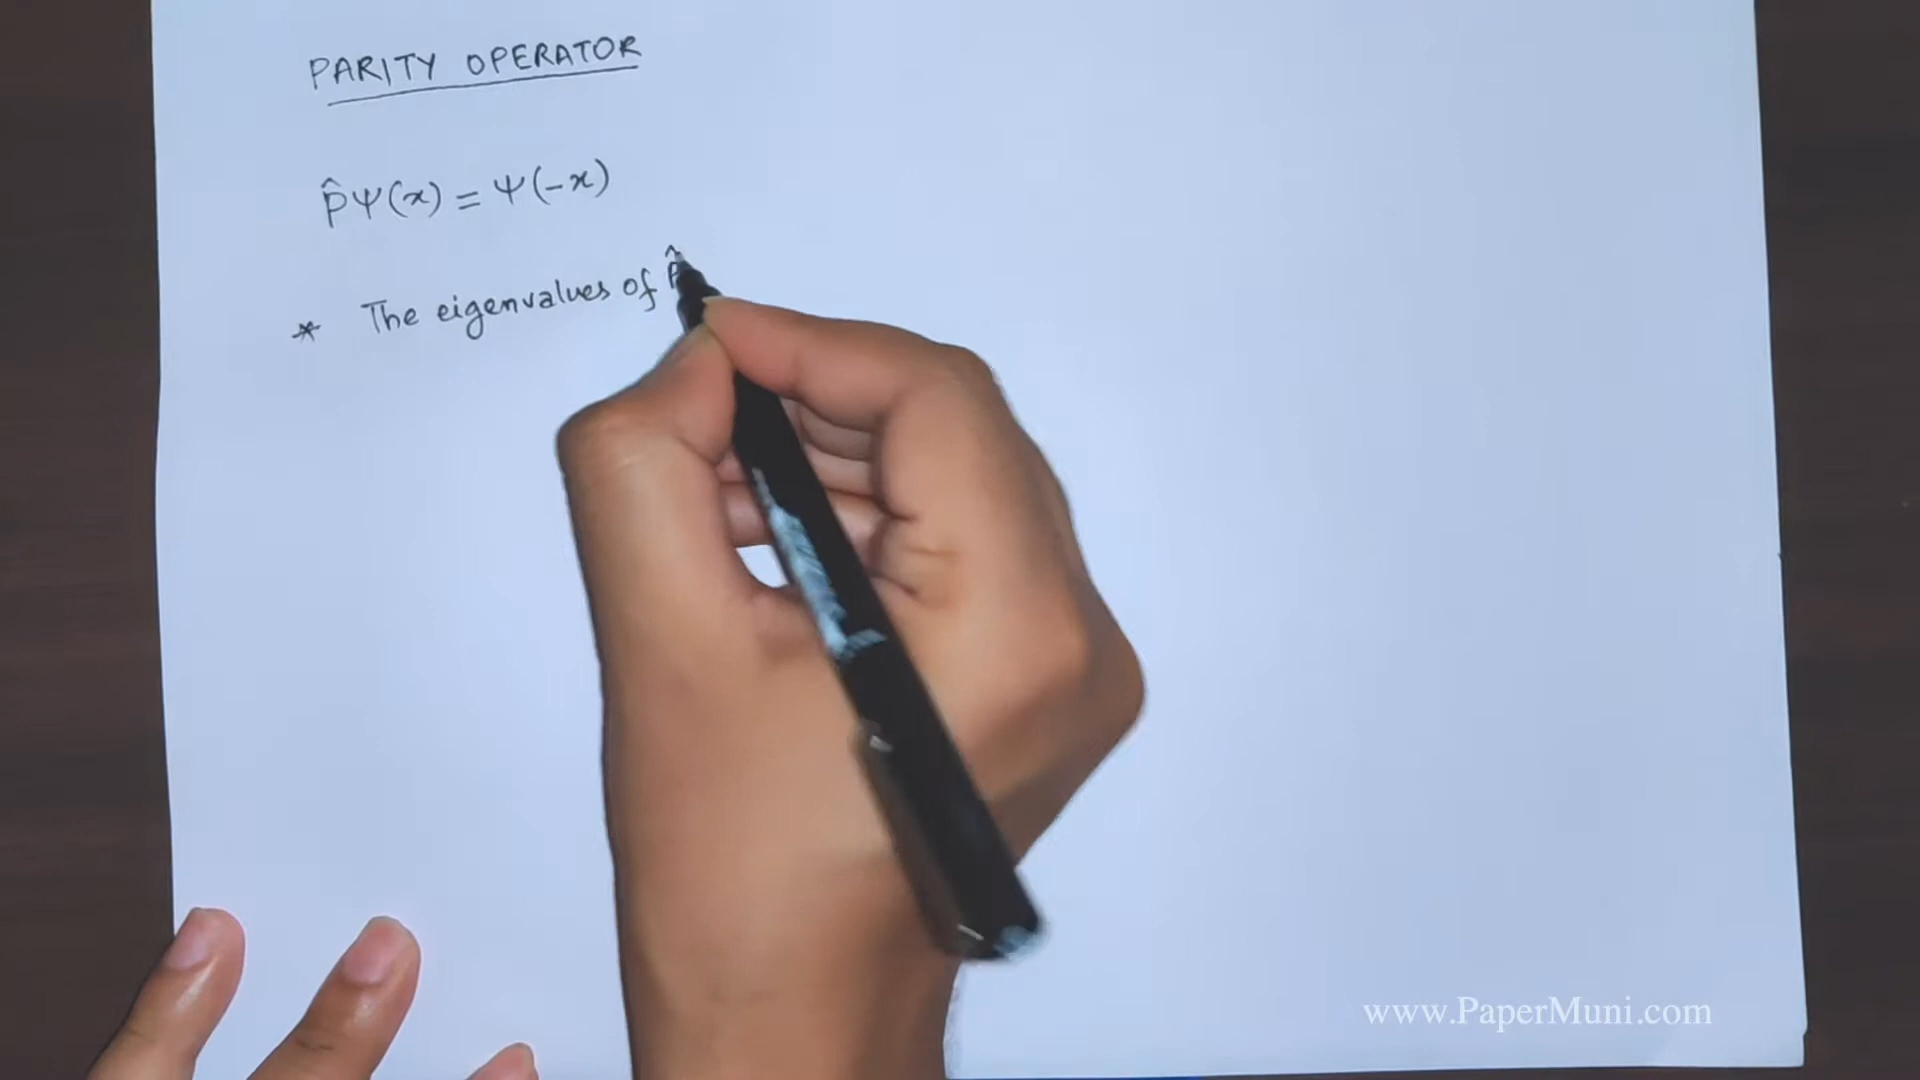 PARITY OPERATOR
P̂Ψ(x) = Ψ(-x)
* The eigenvalues of P̂
www.PaperMuni.com